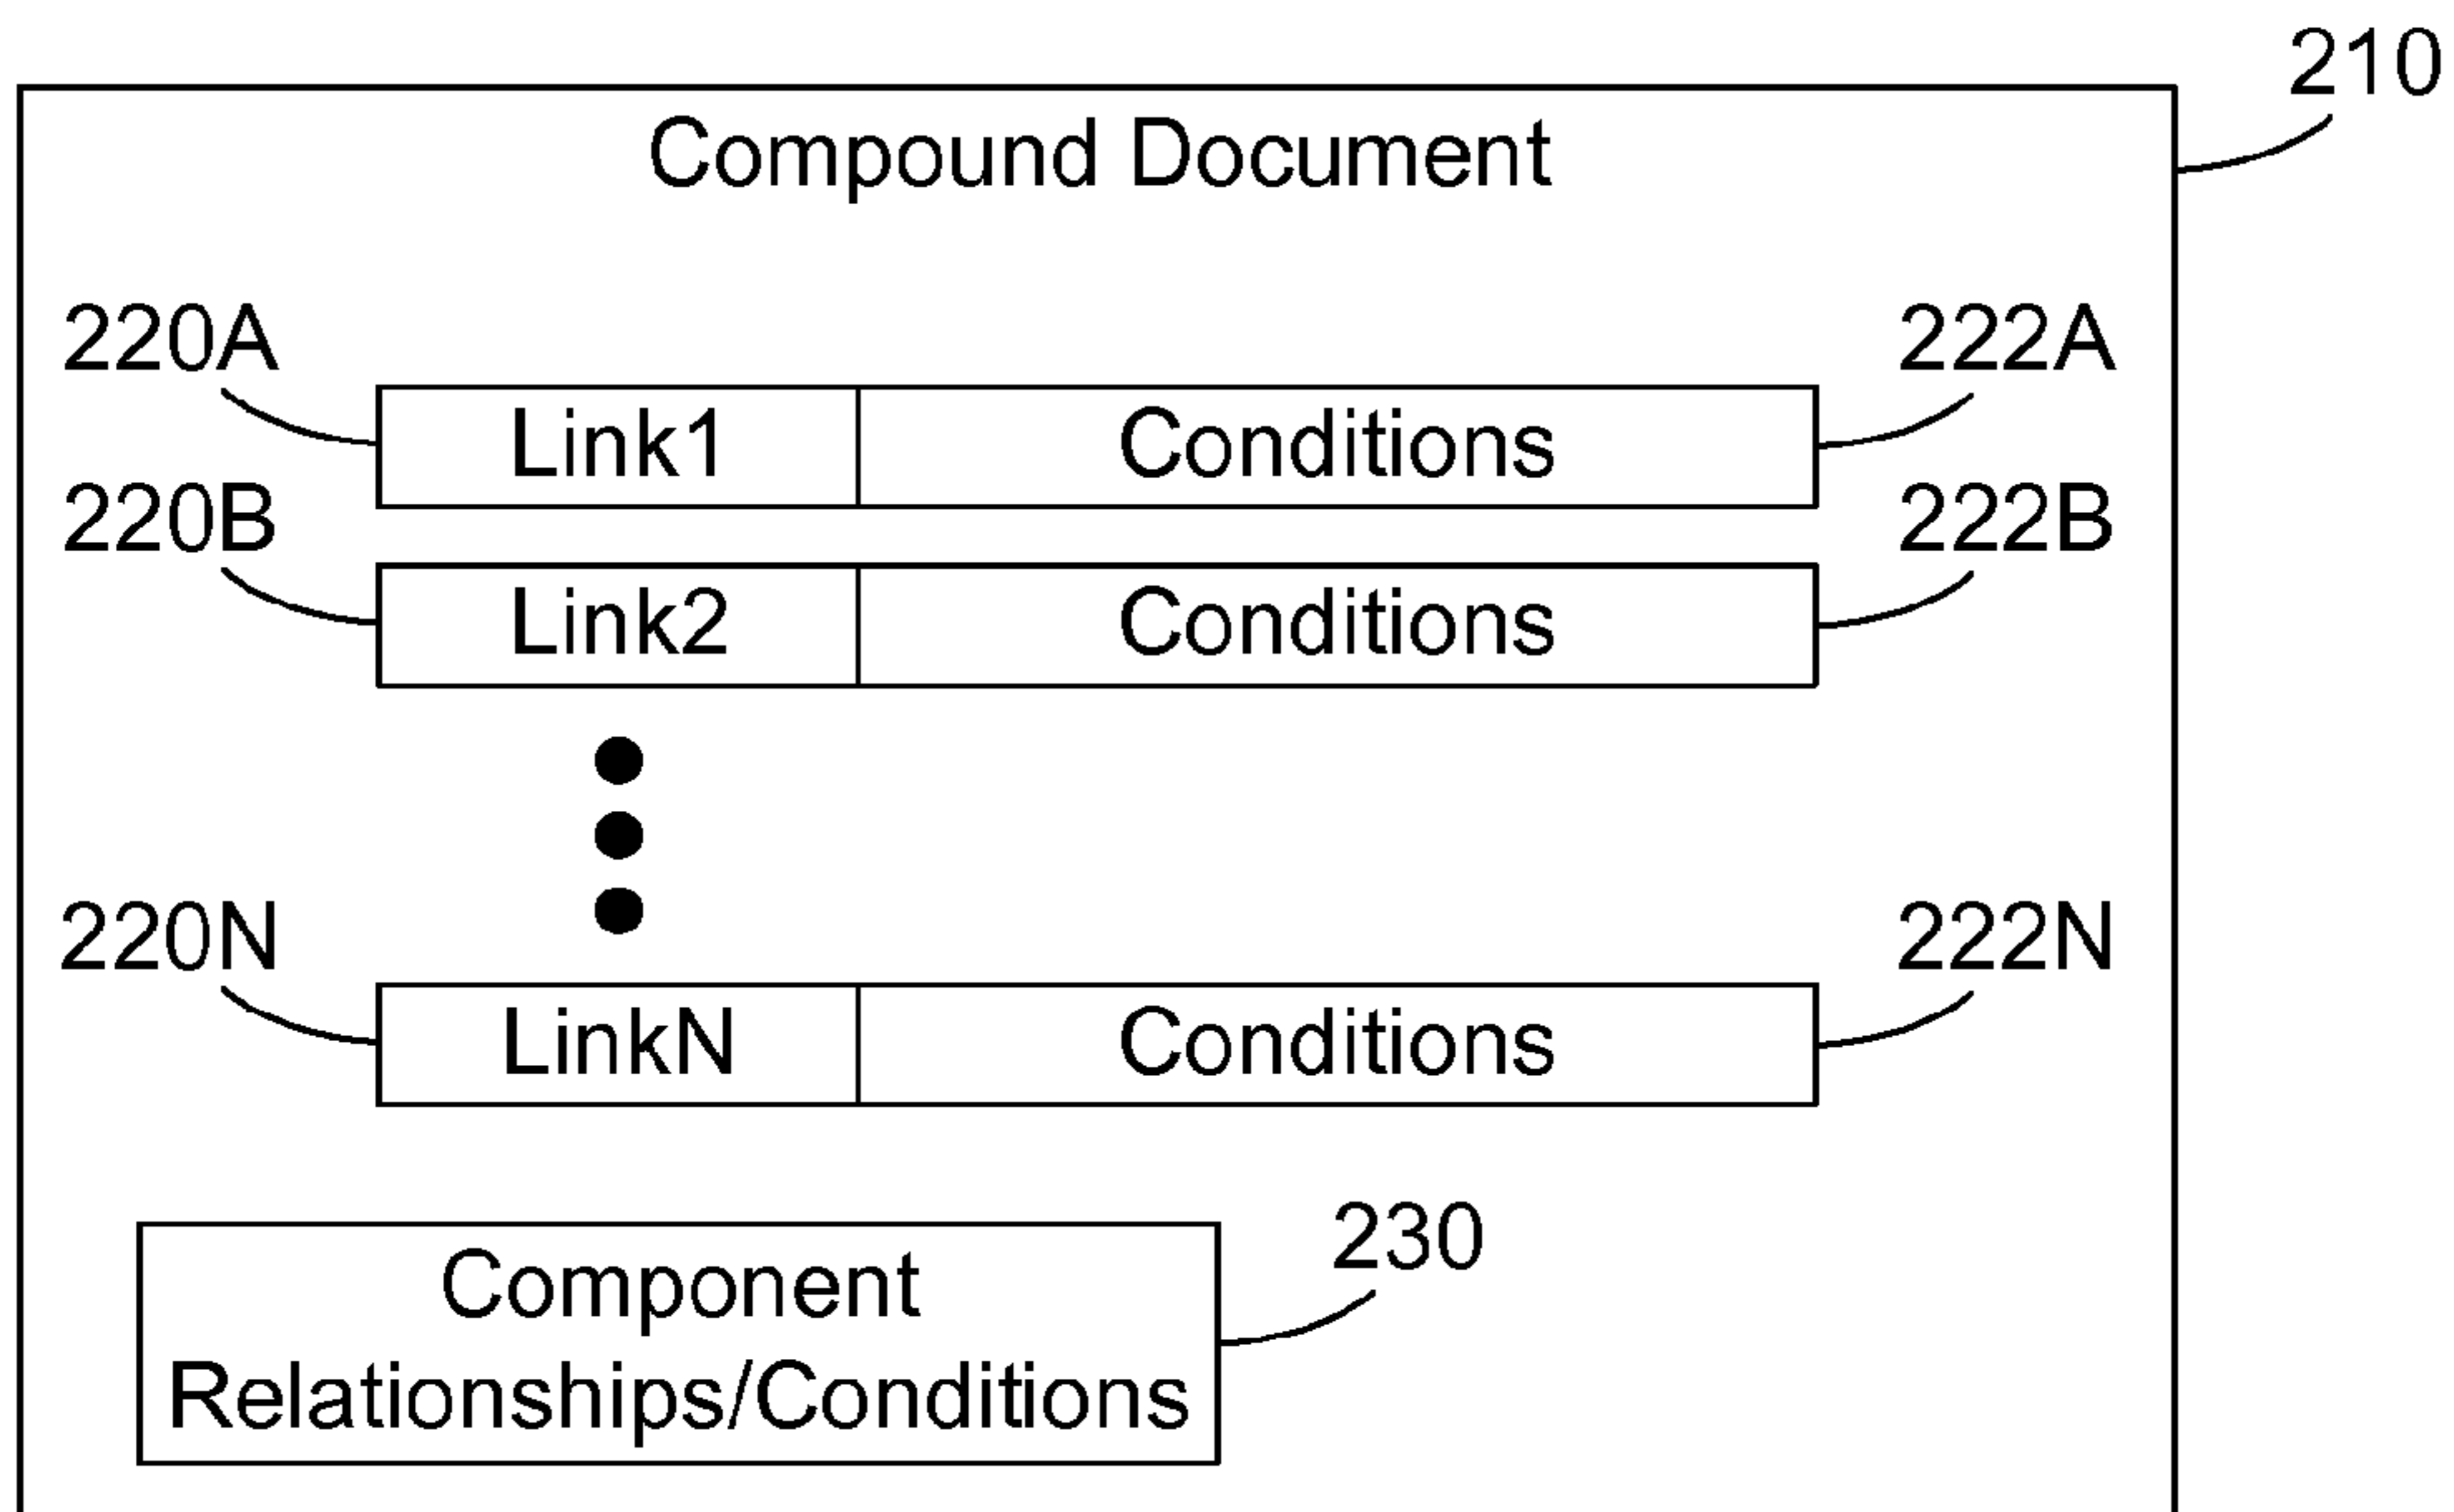 210
Compound Document
220A
222A
Link1 Conditions
220B
222B
Link2 Conditions
220N
222N
LinkN Conditions
230
Component
Relationships/Conditions